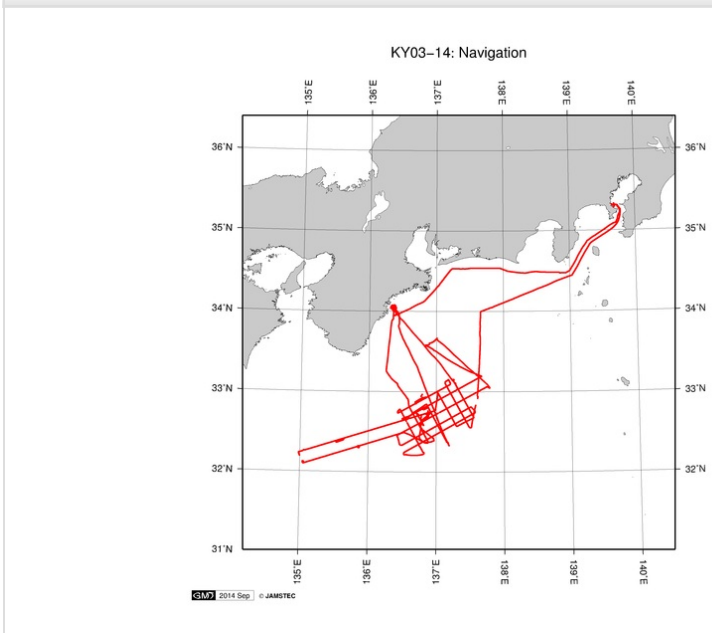 KY03−14: Navigation
135˚E 136˚E 137˚E 138˚E 139˚E 140˚E
36˚N 36˚N
35˚N 35˚N
34˚N 34˚N
33˚N 33˚N
32˚N 32˚N
31˚N
135˚E 136˚E 137˚E 138˚E 139˚E 140˚E
GMD 2014 Sep © JAMSTEC